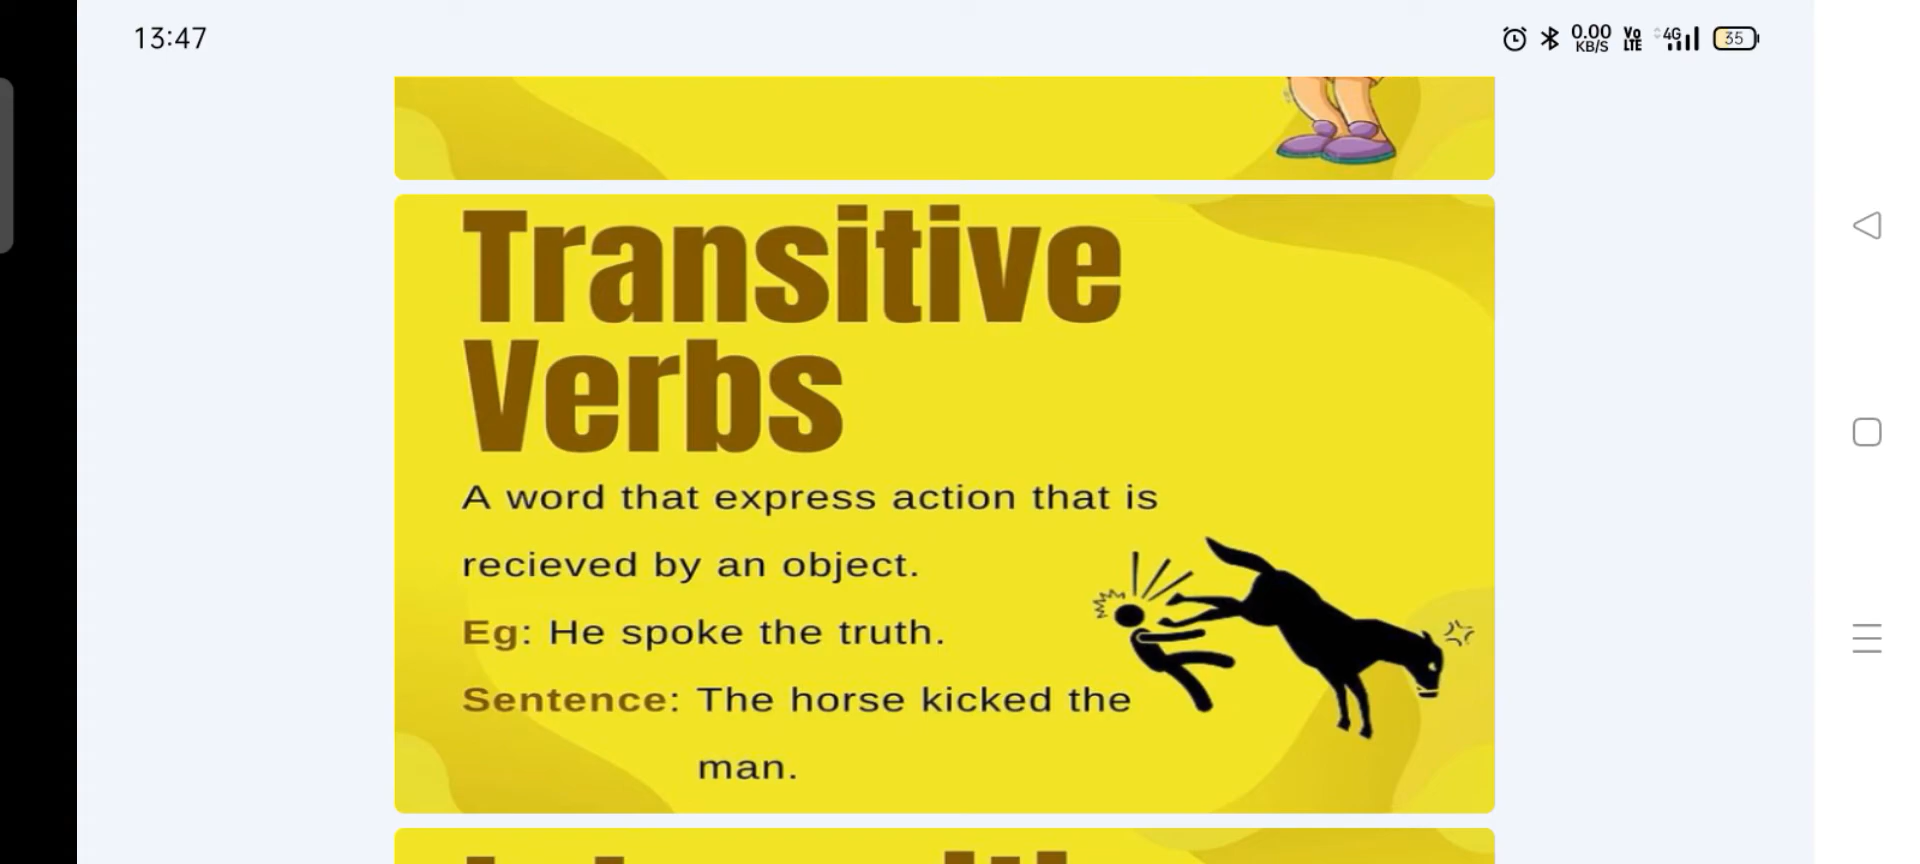 13:47
0.00
KB/S
Vo
LTE
4G
35
Transitive
Verbs
A word that express action that is
recieved by an object.
Eg: He spoke the truth.
Sentence: The horse kicked the
man.